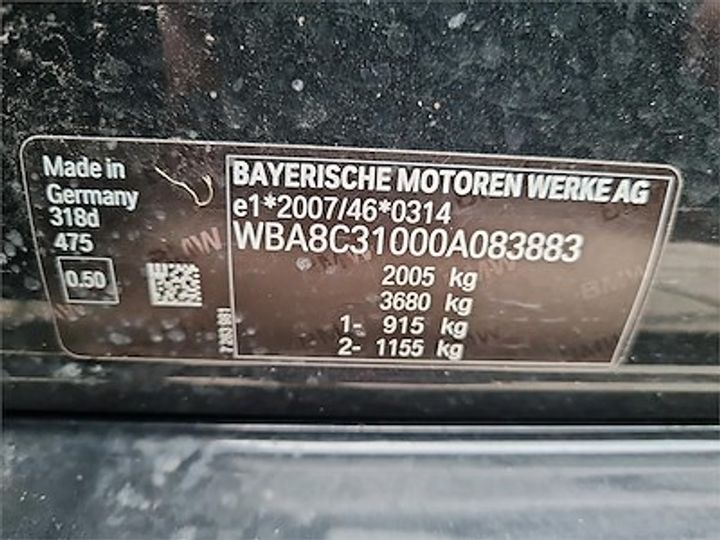 Made in
Germany
318d
475
0.50
BAYERISCHE MOTOREN WERKE AG
e1*2007/46*0314
WBA8C31000A083883
2005 kg
3680 kg
1- 915 kg
2- 1155 kg
BMW